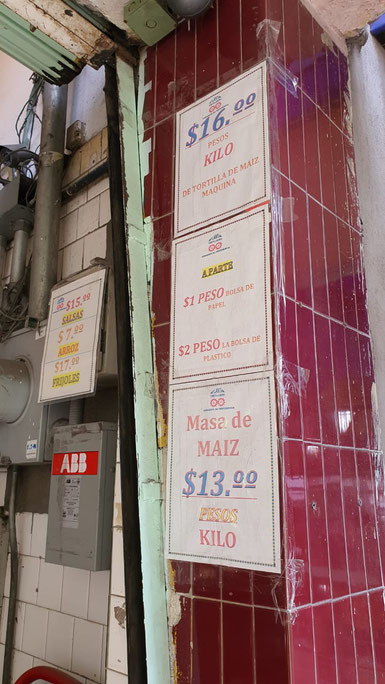 $16.00
PESOS
KILO
DE TORTILLA DE MAIZ
MAQUINA
A PARTE
$1 PESO BOLSA DE
PAPEL
$2 PESO LA BOLSA DE
PLASTICO
Masa de
MAIZ
$13.00
PESOS
KILO
$15.00
SALSAS
$7.00
ARROZ
$17.00
FRIJOLES
ABB